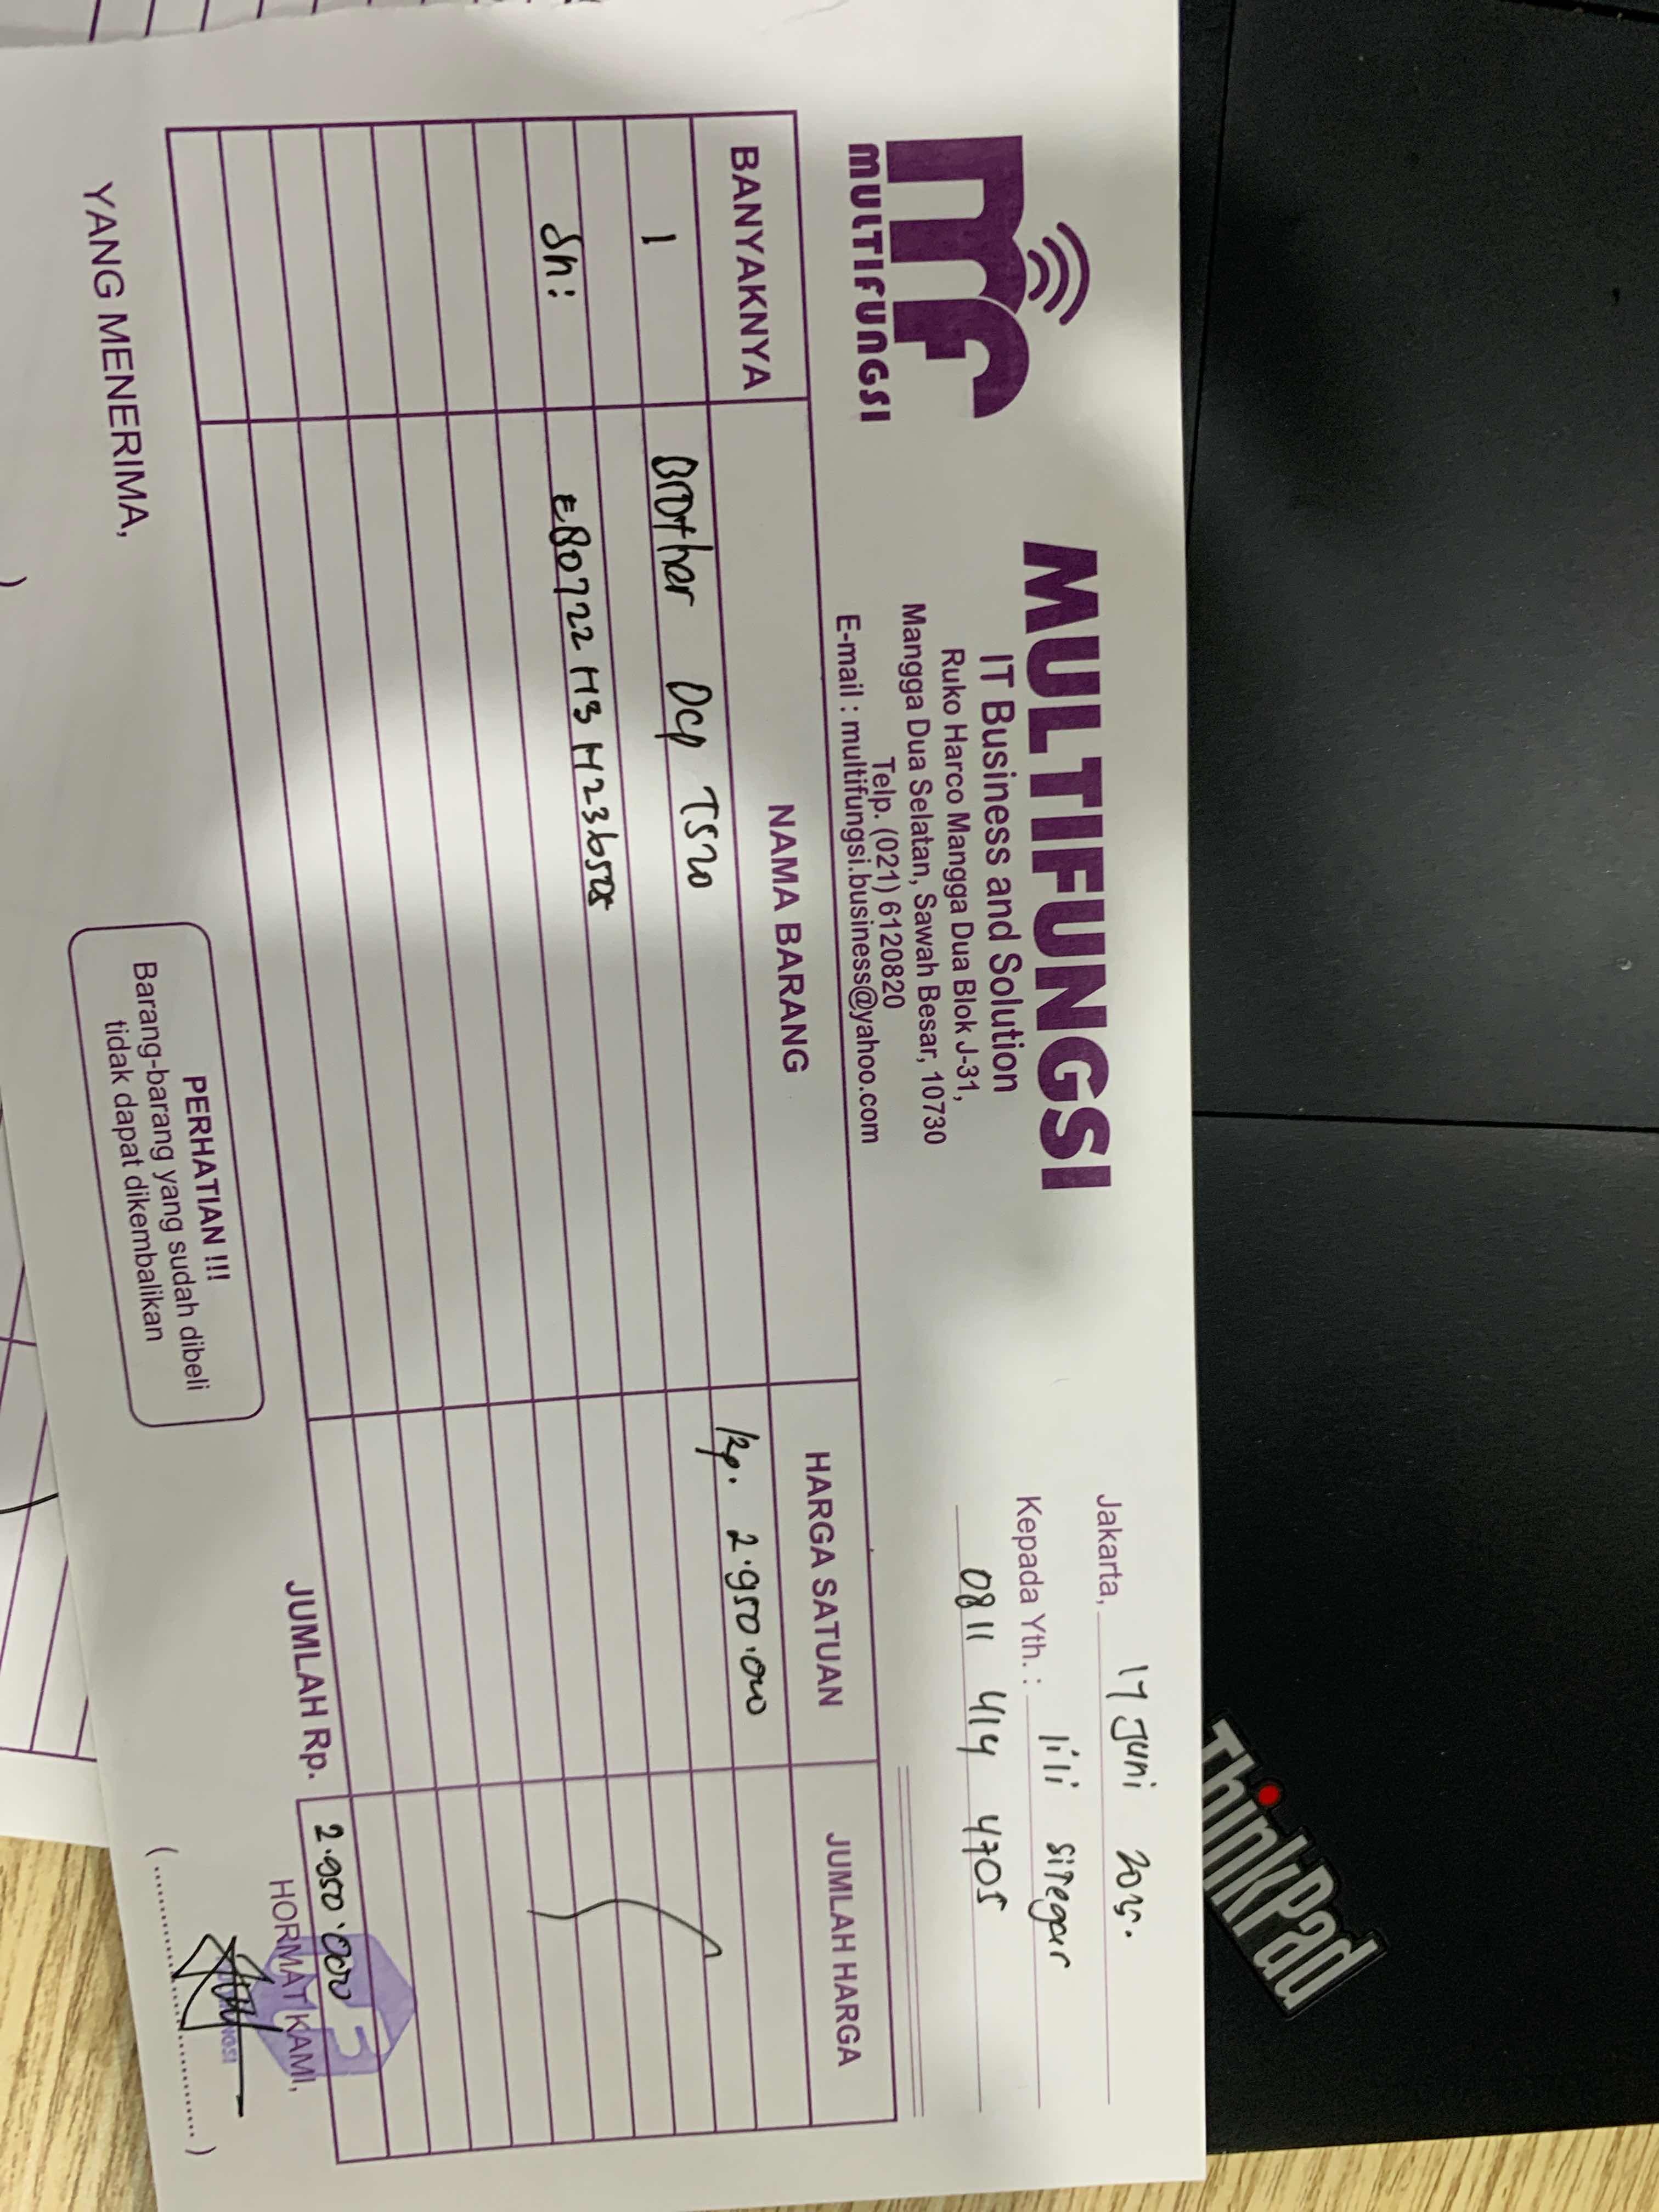 mf
MULTIFUNGSI
MULTIFUNGSI
IT Business and Solution
Ruko Harco Mangga Dua Blok J-31,
Mangga Dua Selatan, Sawah Besar, 10730
Telp. (021) 6120820
E-mail : multifungsi.business@yahoo.com
Jakarta, 17 Juni 2025.
Kepada Yth. : lili siregar
0811 414 4705
BANYAKNYA NAMA BARANG HARGA SATUAN JUMLAH HARGA
1 Brother Dcp T520 Rp. 2.950.000
Sn: E80722H3H236505
JUMLAH Rp. 2.950.000
YANG MENERIMA,
PERHATIAN !!!
Barang-barang yang sudah dibeli
tidak dapat dikembalikan
HORMAT KAMI,
ThinkPad